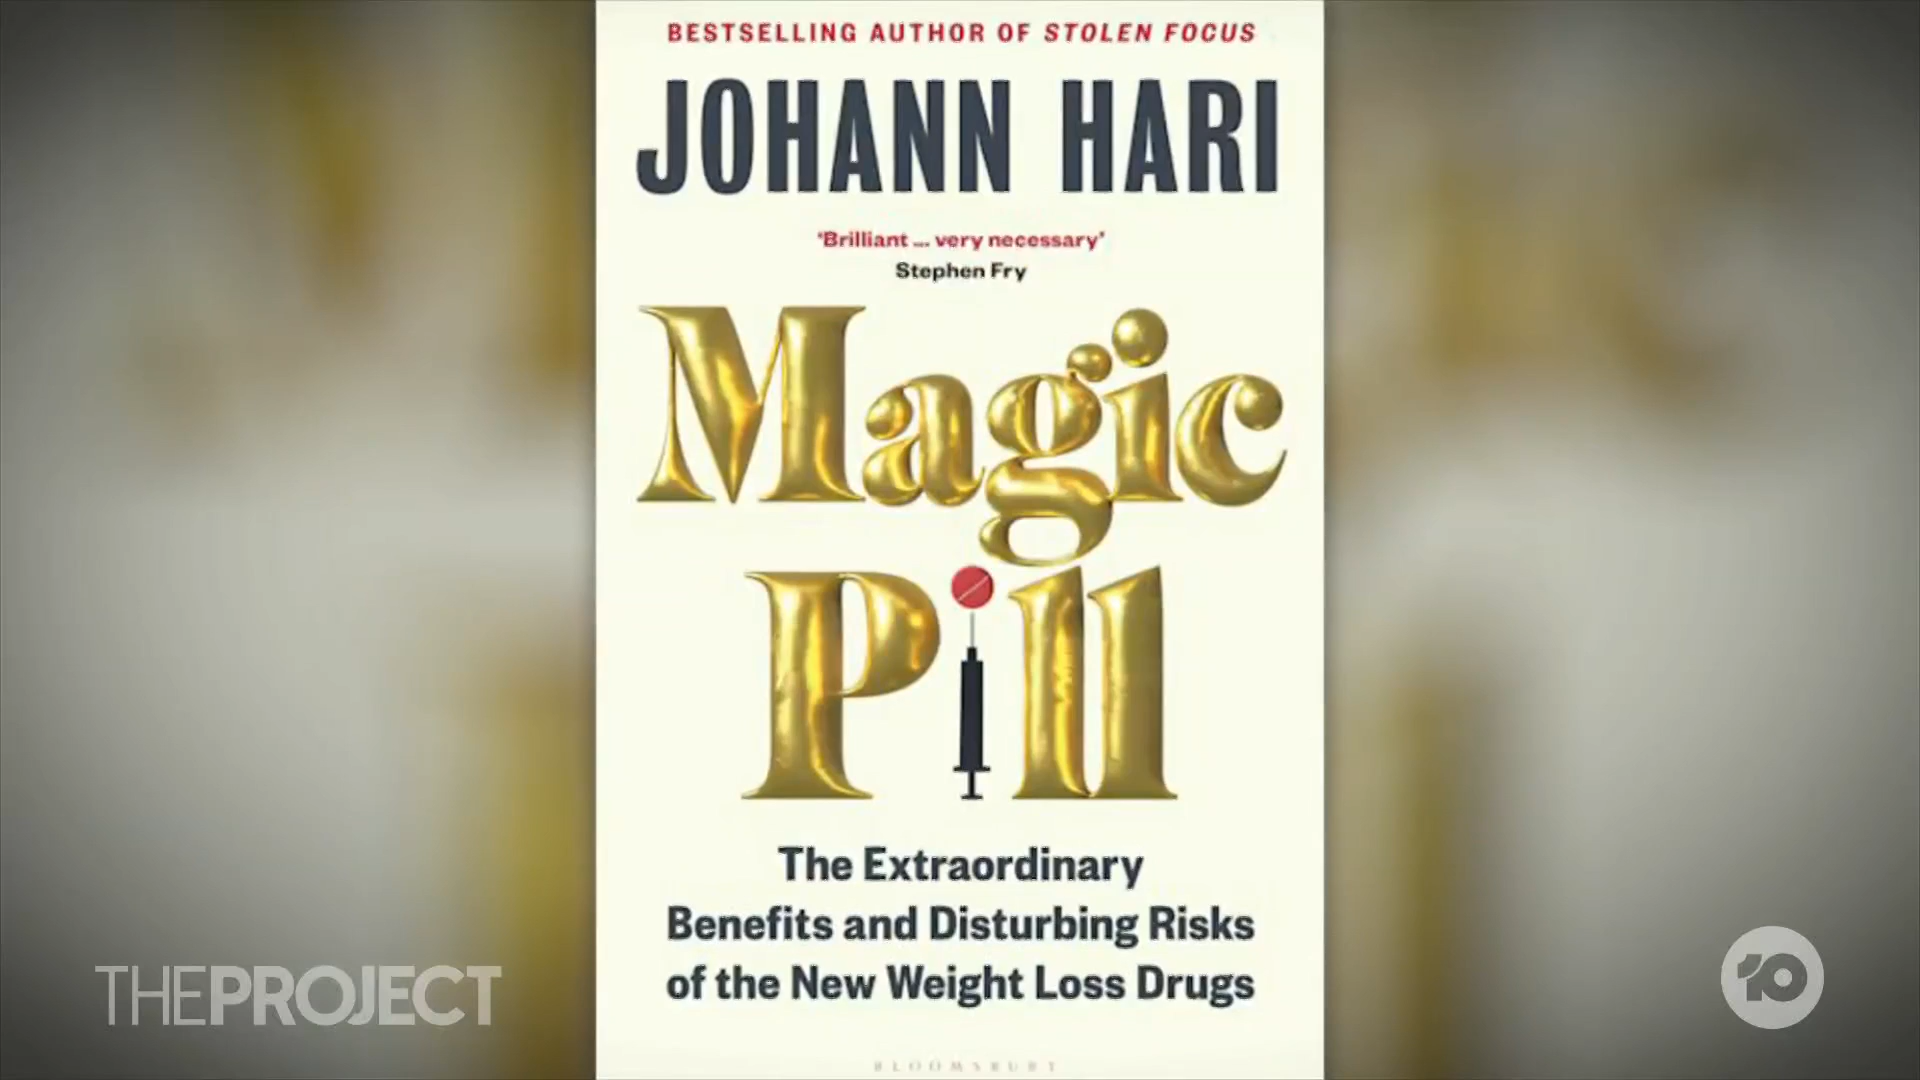 BESTSELLING AUTHOR OF STOLEN FOCUS
JOHANN HARI
‘Brilliant ... very necessary’
Stephen Fry
Magic
Pill
The Extraordinary
Benefits and Disturbing Risks
of the New Weight Loss Drugs
BLOOMSBURY
THEPROJECT
10